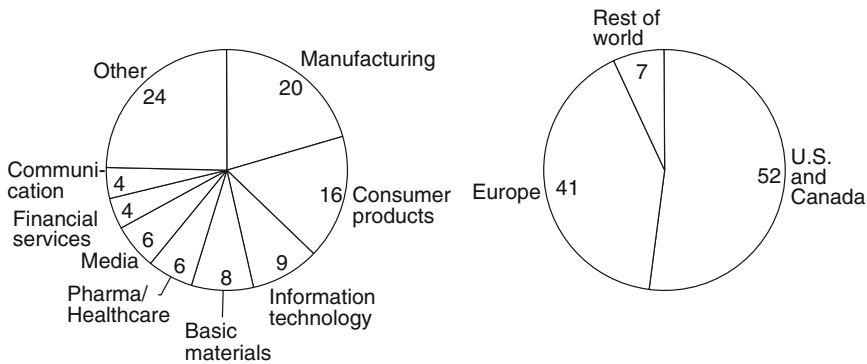 Other
24
Manufacturing
20
Communi-
cation
4
16
Consumer
products
Financial
services
4
Media
6
Pharma/
Healthcare
6
Basic
materials
8
Information
technology
9
Rest of
world
7
Europe
41
52
U.S.
and
Canada